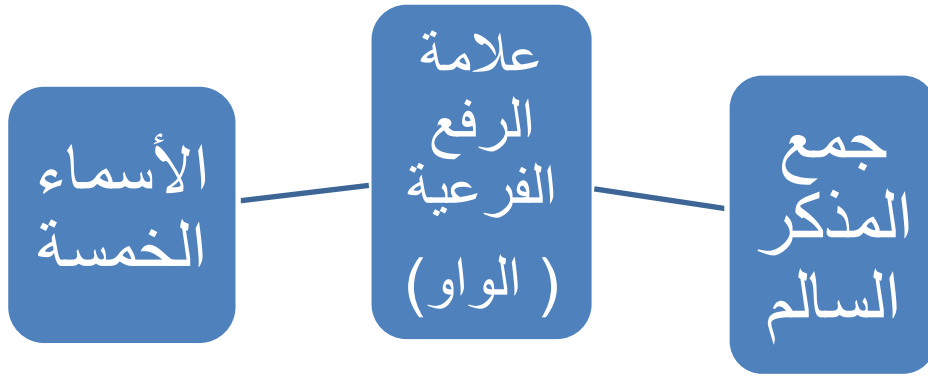 جمع
المذكر
السالم
علامة
الرفع
الفرعية
( الواو)
الأسماء
الخمسة